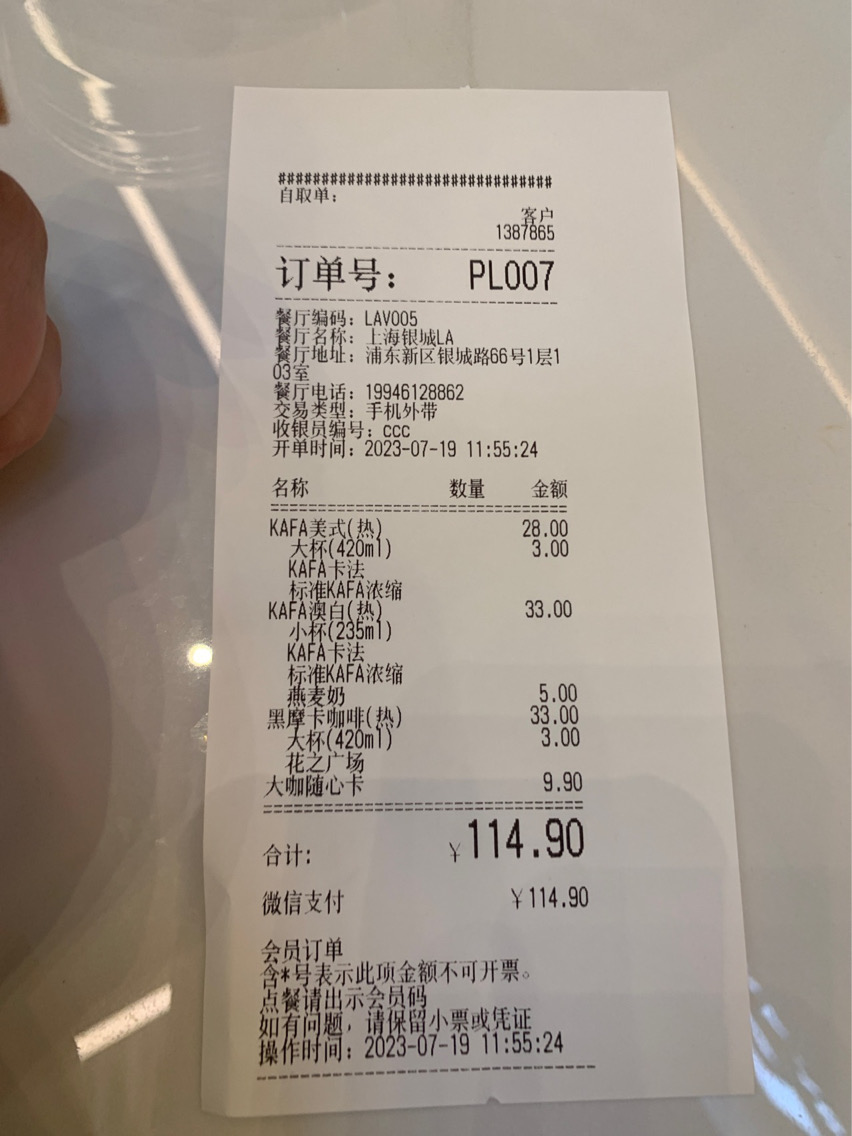 ###############################
自取单：
客户
1387865
订单号： PL007
餐厅编码：LAV005
餐厅名称：上海银城LA
餐厅地址：浦东新区银城路66号1层1
03室
餐厅电话：19946128862
交易类型：手机外带
收银员编号：ccc
开单时间：2023-07-19 11:55:24
名称 数量 金额
KAFA美式(热) 28.00
大杯(420ml) 3.00
KAFA卡法
标准KAFA浓缩
KAFA澳白(热) 33.00
小杯(235ml)
KAFA卡法
标准KAFA浓缩
燕麦奶 5.00
黑摩卡咖啡(热) 33.00
大杯(420ml) 3.00
花之广场
大咖随心卡 9.90
合计: ￥114.90
微信支付 ￥114.90
会员订单
含*号表示此项金额不可开票。
点餐请出示会员码
如有问题，请保留小票或凭证
操作时间：2023-07-19 11:55:24